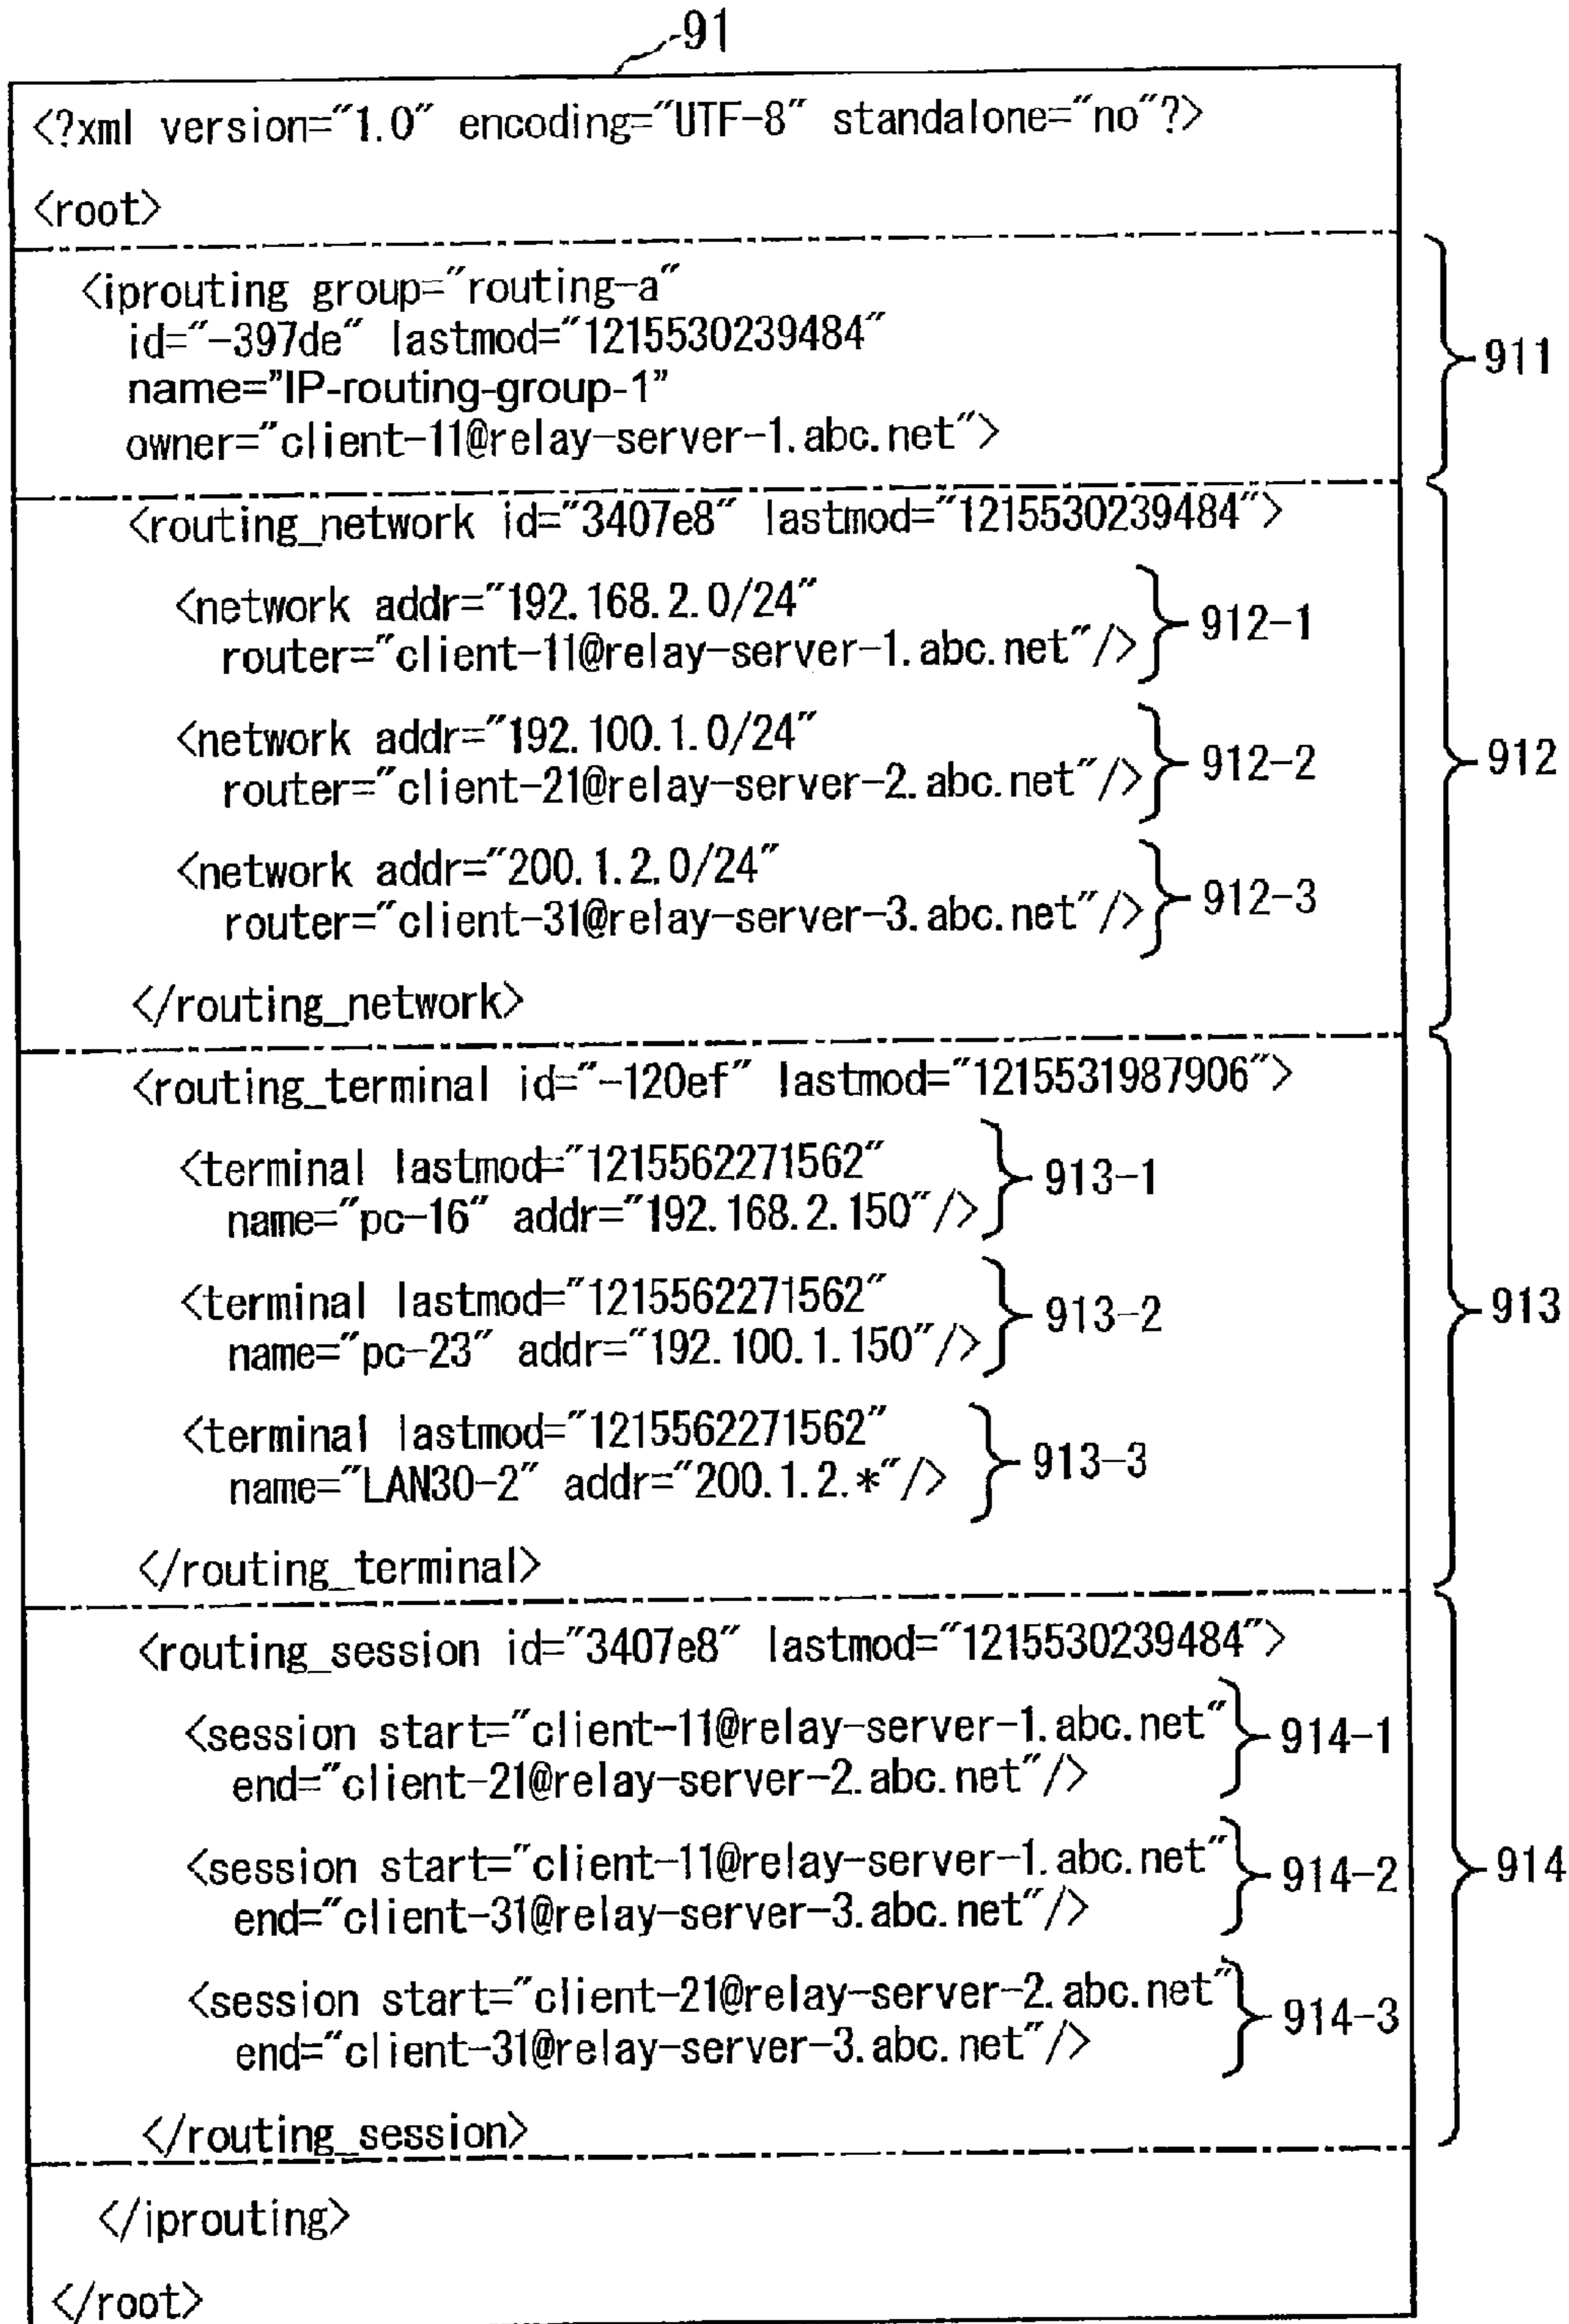 91
<?xml version="1.0" encoding="UTF-8" standalone="no"?>
<root>
<iprouting group="routing-a"
id="-397de" lastmod="1215530239484"
name="IP-routing-group-1"
owner="client-11@relay-server-1.abc.net">
911
<routing_network id="3407e8" lastmod="1215530239484">
<network addr="192.168.2.0/24"
router="client-11@relay-server-1.abc.net"/>
912-1
<network addr="192.100.1.0/24"
router="client-21@relay-server-2.abc.net"/>
912-2
912
<network addr="200.1.2.0/24"
router="client-31@relay-server-3.abc.net"/>
912-3
</routing_network>
<routing_terminal id="-120ef" lastmod="1215531987906">
<terminal lastmod="1215562271562"
name="pc-16" addr="192.168.2.150"/>
913-1
<terminal lastmod="1215562271562"
name="pc-23" addr="192.100.1.150"/>
913-2
913
<terminal lastmod="1215562271562"
name="LAN30-2" addr="200.1.2.*"/>
913-3
</routing_terminal>
<routing_session id="3407e8" lastmod="1215530239484">
<session start="client-11@relay-server-1.abc.net"
end="client-21@relay-server-2.abc.net"/>
914-1
<session start="client-11@relay-server-1.abc.net"
end="client-31@relay-server-3.abc.net"/>
914-2
914
<session start="client-21@relay-server-2.abc.net"
end="client-31@relay-server-3.abc.net"/>
914-3
</routing_session>
</iprouting>
</root>